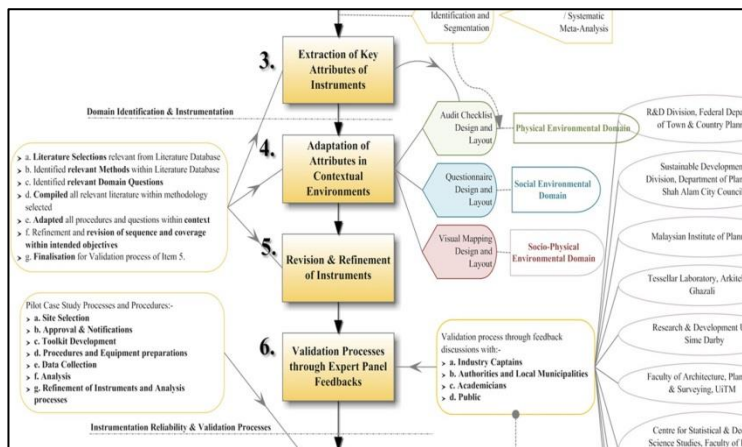 Identification and
Segmentation
/ Systematic
Meta-Analysis
3.
Extraction of Key
Attributes of
Instruments
Domain Identification & Instrumentation
4.
Adaptation of
Attributes in
Contextual
Environments
a. Literature Selections relevant from Literature Database
b. Identified relevant Methods within Literature Database
c. Identified relevant Domain Questions
d. Compiled all relevant literature within methodology
selected
e. Adapted all procedures and questions within context
f. Refinement and revision of sequence and coverage
within intended objectives
g. Finalisation for Validation process of Item 5.
Audit Checklist
Design and
Layout
Physical Environmental Domain
Questionnaire
Design and
Layout
Social Environmental
Domain
Visual Mapping
Design and
Layout
Socio-Physical
Environmental Domain
5.
Revision & Refinement
of Instruments
Pilot Case Study Processes and Procedures:-
a. Site Selection
b. Approval & Notifications
c. Toolkit Development
d. Procedures and Equipment preparations
e. Data Collection
f. Analysis
g. Refinement of Instruments and Analysis
processes
6.
Validation Processes
through Expert Panel
Feedbacks
Validation process through feedback
discussions with:-
a. Industry Captains
b. Authorities and Local Municipalities
c. Academicians
d. Public
Instrumentation Reliability & Validation Processes
R&D Division, Federal Depa
of Town & Country Plann
Sustainable Developmen
Division, Department of Plan
Shah Alam City Counci
Malaysian Institute of Plan
Tessellar Laboratory, Arkitel
Ghazali
Research & Development U
Sime Darby
Faculty of Architecture, Plan
& Surveying, UiTM
Centre for Statistical & De
Science Studies, Faculty of